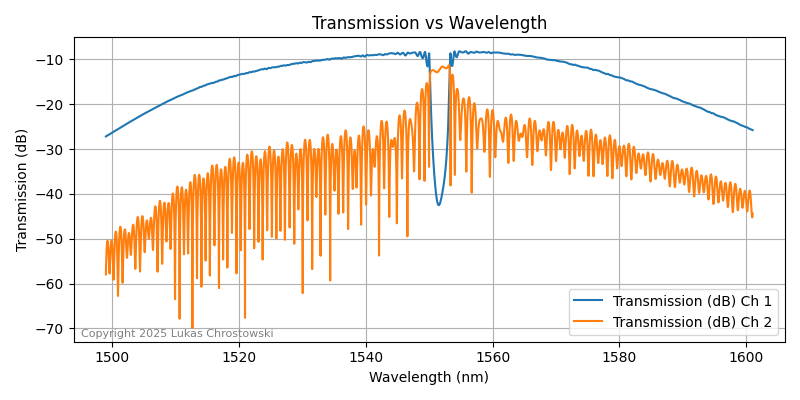 Transmission vs Wavelength
Transmission (dB)
−10
−20
−30
−40
−50
−60
−70
Copyright 2025 Lukas Chrostowski
Transmission (dB) Ch 1
Transmission (dB) Ch 2
1500
1520
1540
1560
1580
1600
Wavelength (nm)